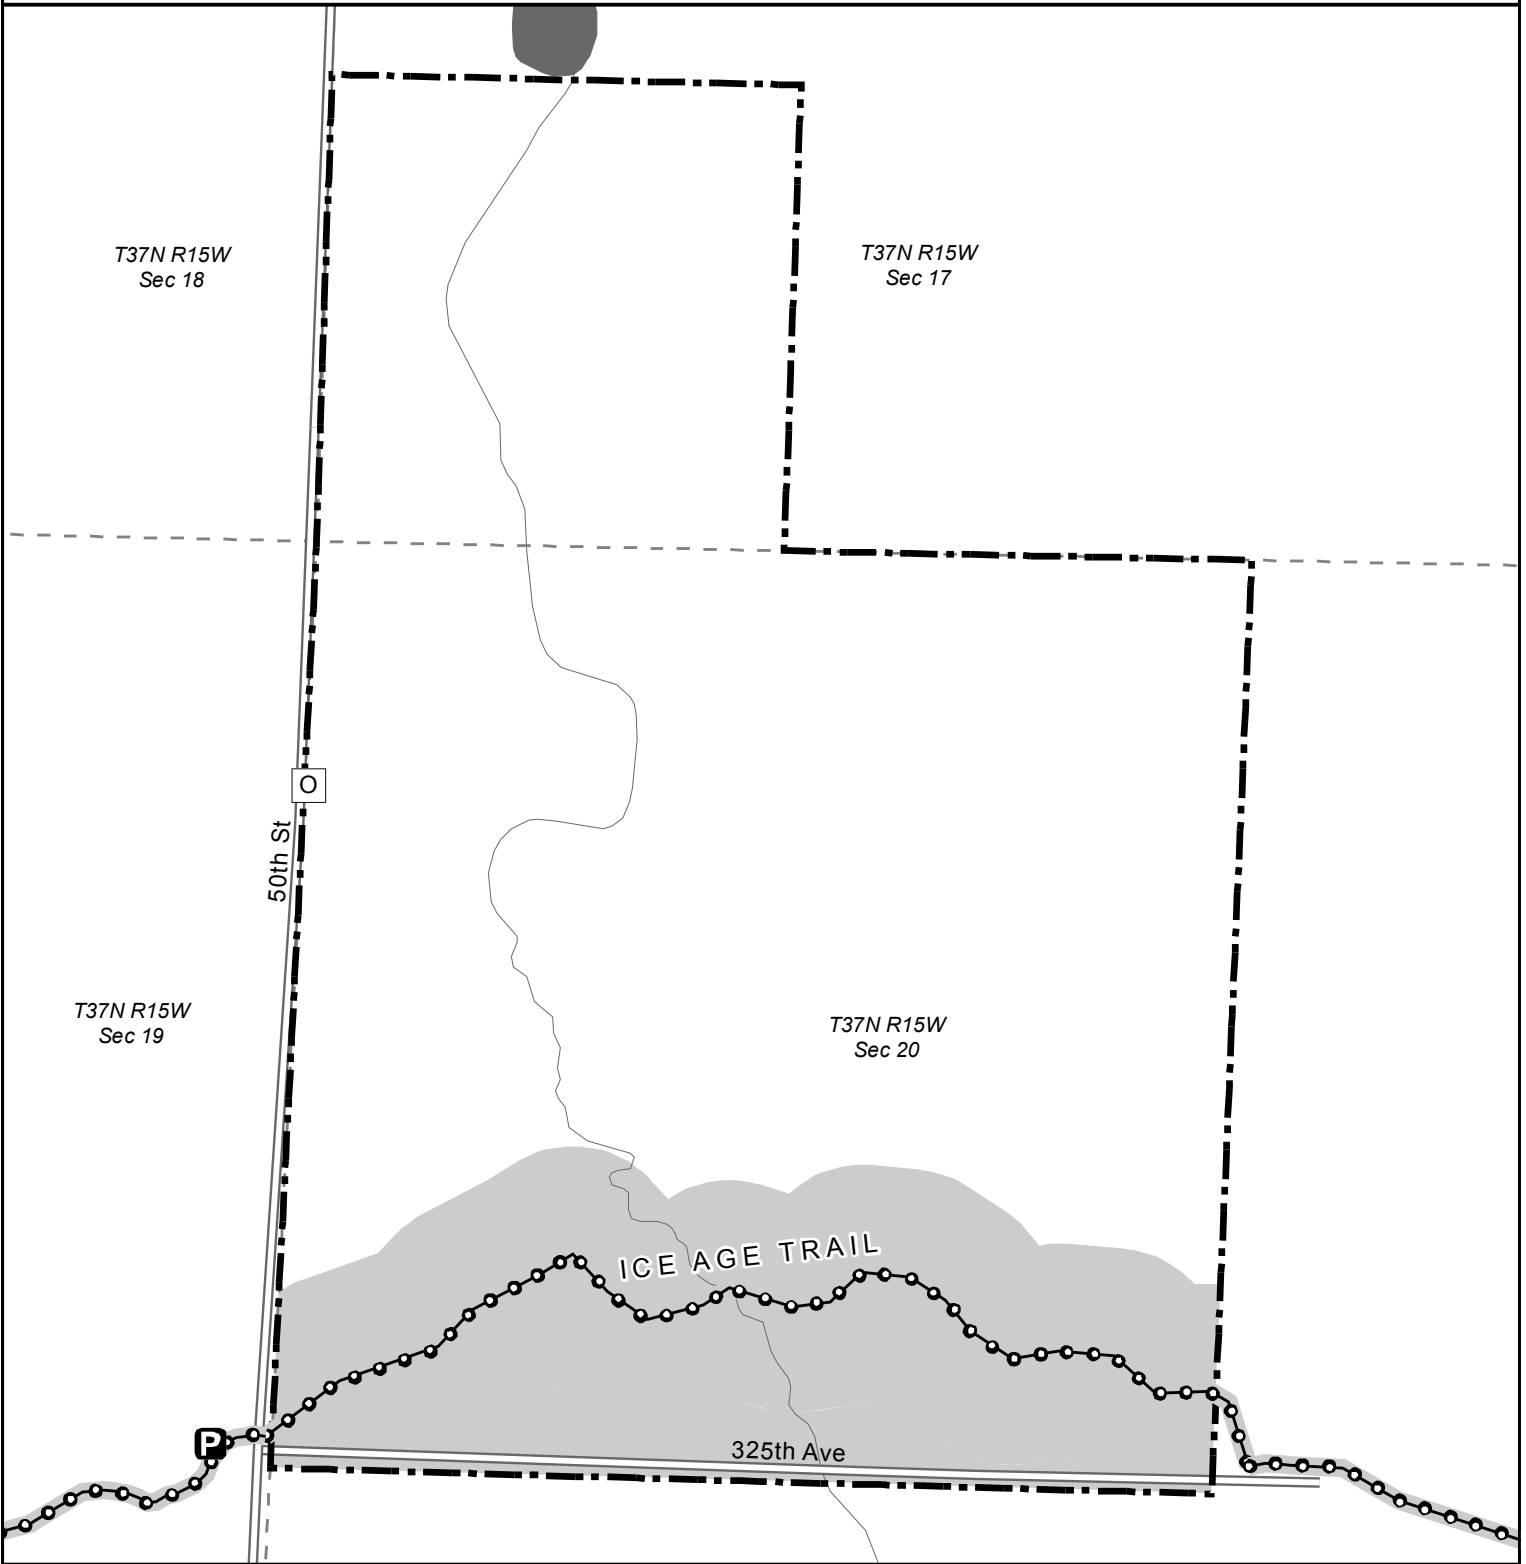 T37N R15W
Sec 18
T37N R15W
Sec 17
O
50th St
T37N R15W
Sec 19
T37N R15W
Sec 20
ICE AGE TRAIL
P
325th Ave